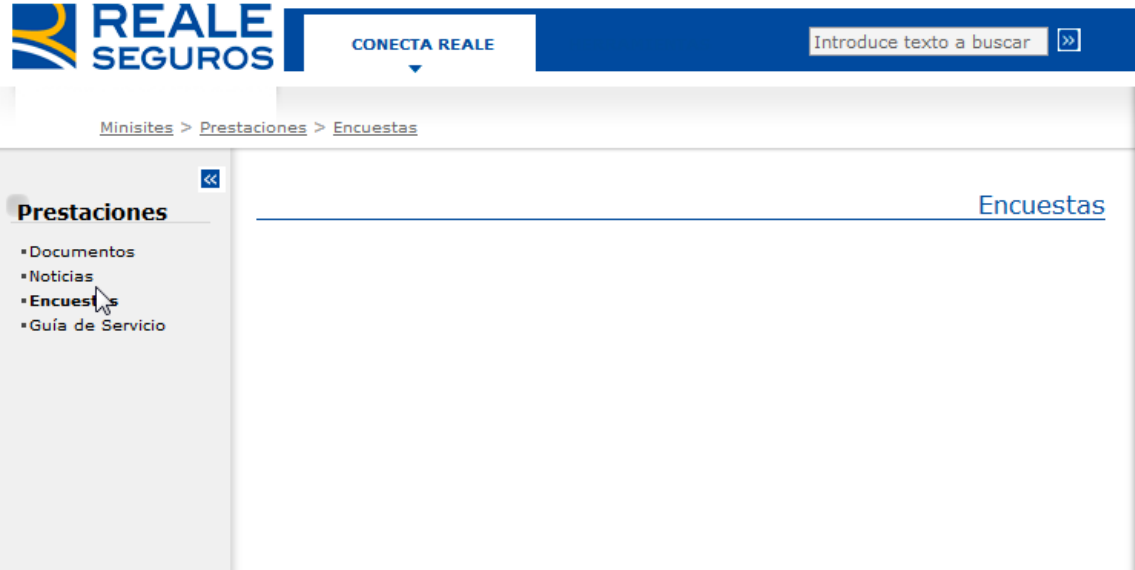 REALE
SEGUROS
CONECTA REALE
Introduce texto a buscar
Minisites > Prestaciones > Encuestas
Prestaciones
Documentos
Noticias
Encuestas
Guía de Servicio
Encuestas